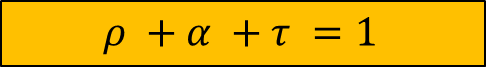 ρ + α + τ = 1